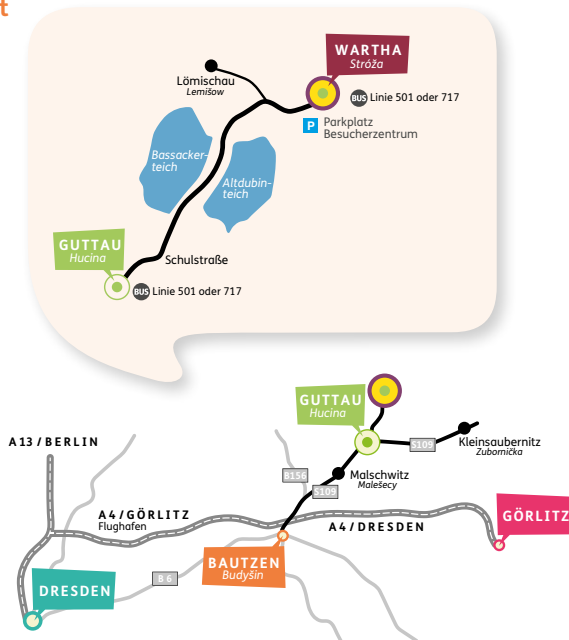 t
WARTHA
Stróža
Lömischau
Lemišow
BUS Linie 501 oder 717
P Parkplatz
Besucherzentrum
Bassacker-
teich
Altdubin-
teich
GUTTAU
Hucina
Schulstraße
BUS Linie 501 oder 717
GUTTAU
Hucina
A13/BERLIN
S109
Kleinsaubernitz
Zubornička
B156
Malschwitz
Malešecy
S109
A4/GÖRLITZ
Flughafen
A4/DRESDEN
GÖRLITZ
BAUTZEN
Budyšin
B 6
DRESDEN